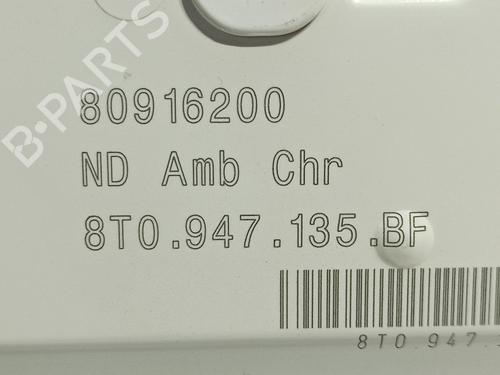 B-PARTS
80916200
ND Amb Chr
8T0.947.135.BF
8T0.947.